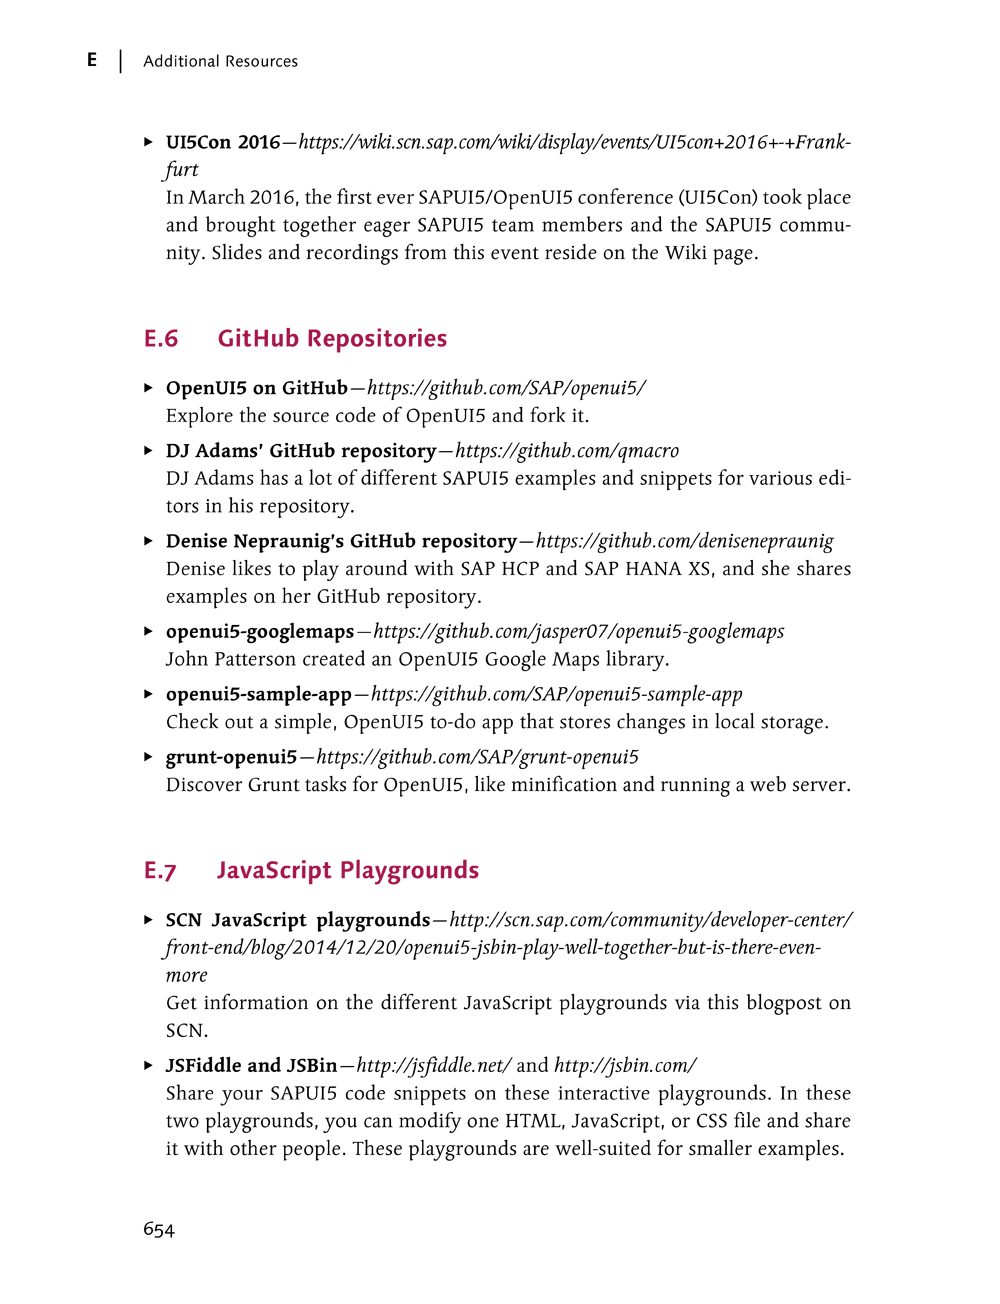 E | Additional Resources
▸ UI5Con 2016—https://wiki.scn.sap.com/wiki/display/events/UI5con+2016+-+Frank-
furt
In March 2016, the first ever SAPUI5/OpenUI5 conference (UI5Con) took place
and brought together eager SAPUI5 team members and the SAPUI5 commu-
nity. Slides and recordings from this event reside on the Wiki page.
E.6 GitHub Repositories
▸ OpenUI5 on GitHub—https://github.com/SAP/openui5/
Explore the source code of OpenUI5 and fork it.
▸ DJ Adams’ GitHub repository—https://github.com/qmacro
DJ Adams has a lot of different SAPUI5 examples and snippets for various edi-
tors in his repository.
▸ Denise Nepraunig’s GitHub repository—https://github.com/denisenepraunig
Denise likes to play around with SAP HCP and SAP HANA XS, and she shares
examples on her GitHub repository.
▸ openui5-googlemaps—https://github.com/jasper07/openui5-googlemaps
John Patterson created an OpenUI5 Google Maps library.
▸ openui5-sample-app—https://github.com/SAP/openui5-sample-app
Check out a simple, OpenUI5 to-do app that stores changes in local storage.
▸ grunt-openui5—https://github.com/SAP/grunt-openui5
Discover Grunt tasks for OpenUI5, like minification and running a web server.
E.7 JavaScript Playgrounds
▸ SCN JavaScript playgrounds—http://scn.sap.com/community/developer-center/
front-end/blog/2014/12/20/openui5-jsbin-play-well-together-but-is-there-even-
more
Get information on the different JavaScript playgrounds via this blogpost on
SCN.
▸ JSFiddle and JSBin—http://jsfiddle.net/ and http://jsbin.com/
Share your SAPUI5 code snippets on these interactive playgrounds. In these
two playgrounds, you can modify one HTML, JavaScript, or CSS file and share
it with other people. These playgrounds are well-suited for smaller examples.
654